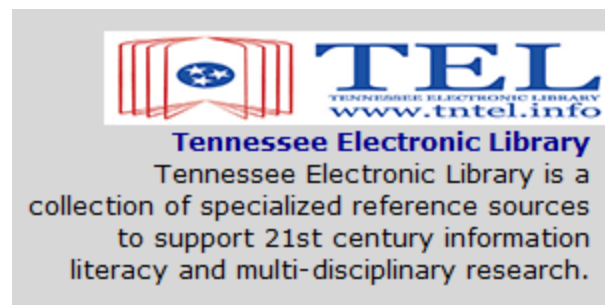 TEL
TENNESSEE ELECTRONIC LIBRARY
www.tntel.info
Tennessee Electronic Library
Tennessee Electronic Library is a
collection of specialized reference sources
to support 21st century information
literacy and multi-disciplinary research.